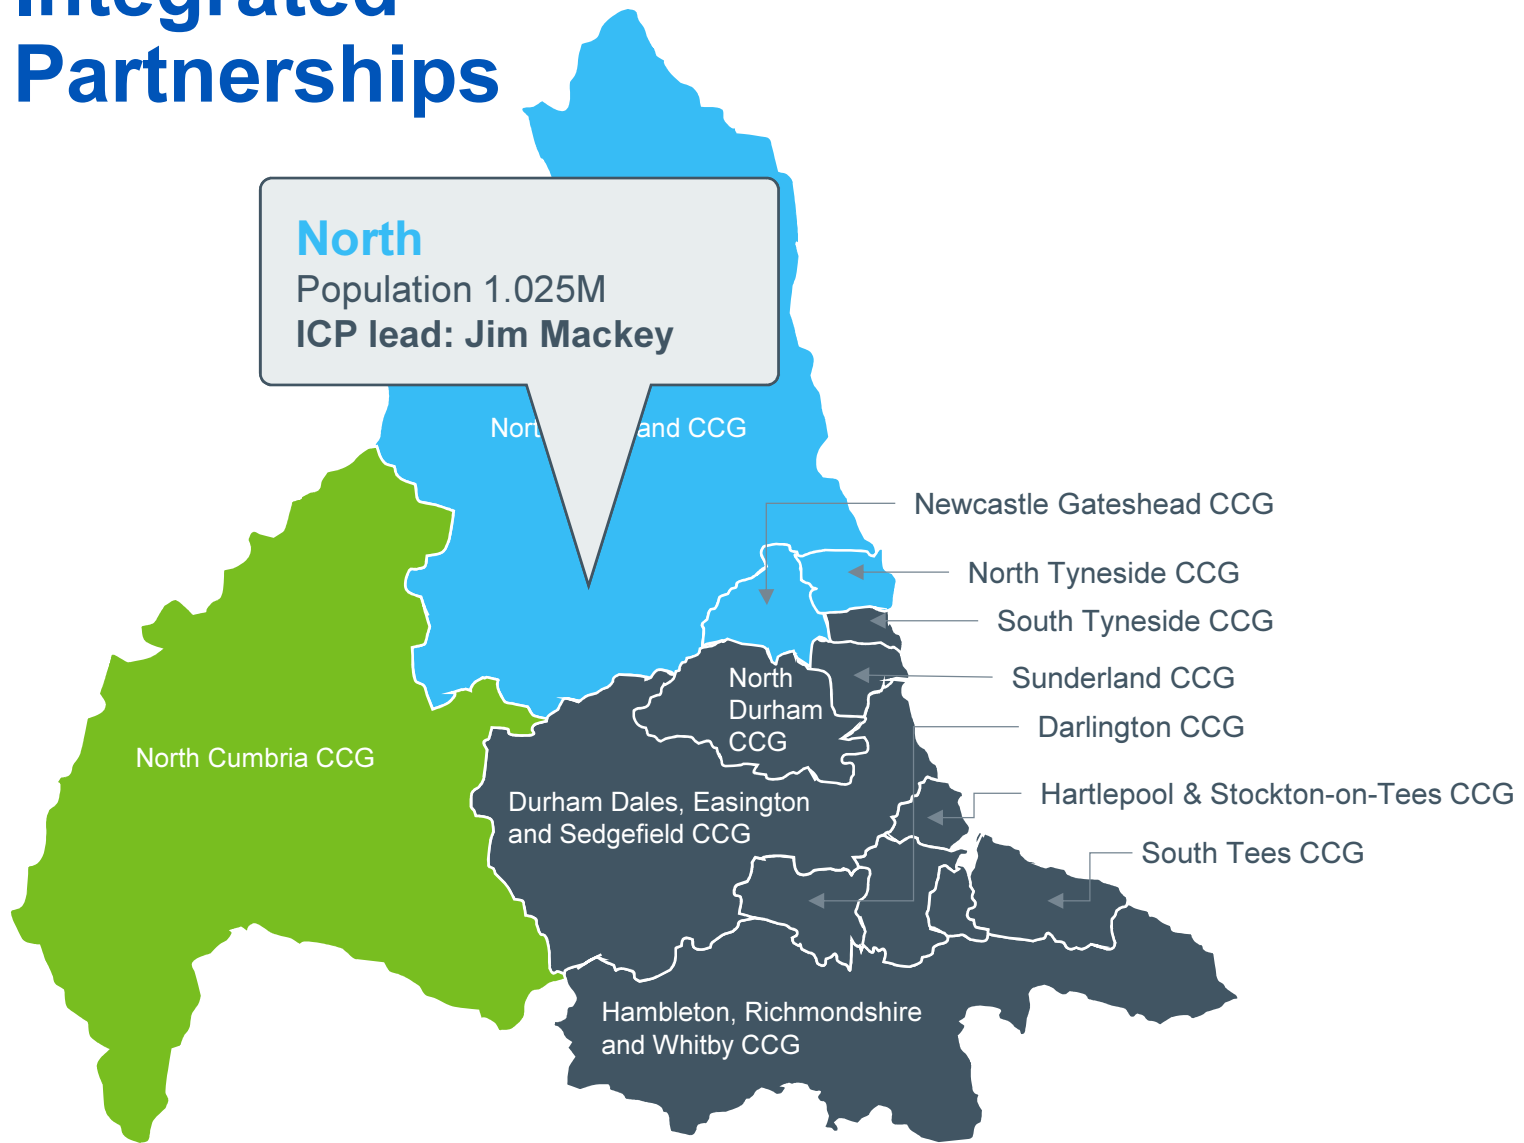 Integrated
Partnerships
North
Population 1.025M
ICP lead: Jim Mackey
CCG
Newcastle Gateshead CCG
North Tyneside CCG
South Tyneside CCG
Sunderland CCG
North
Durham
CCG
Darlington CCG
North Cumbria CCG
Hartlepool & Stockton-on-Tees CCG
Durham Dales, Easington
and Sedgefield CCG
South Tees CCG
Hambleton, Richmondshire
and Whitby CCG